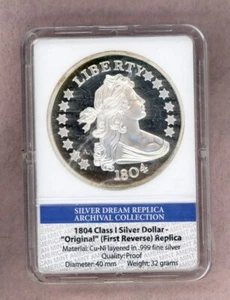 LIBERTY
1804
SILVER DREAM REPLICA
ARCHIVAL COLLECTION
1804 Class I Silver Dollar -
"Original" (First Reverse) Replica
Material: Cu-Ni layered in .999 fine silver
Quality: Proof
Diameter: 40 mm Weight: 32 grams